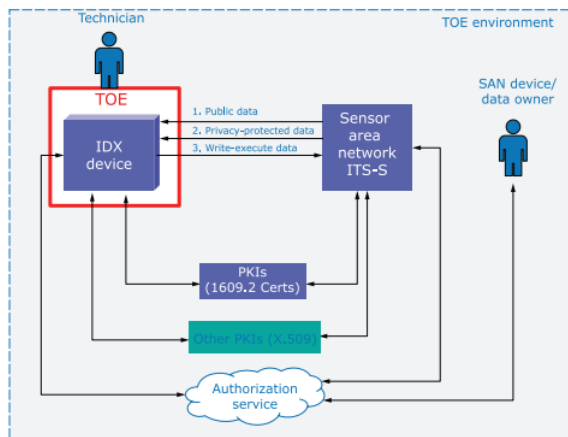 Technician
TOE environment
TOE
SAN device/
data owner
IDX
device
1. Public data
2. Privacy-protected data
3. Write-execute data
Sensor
area
network
ITS-S
PKIs
(1609.2 Certs)
Other PKIs (X.509)
Authorization
service